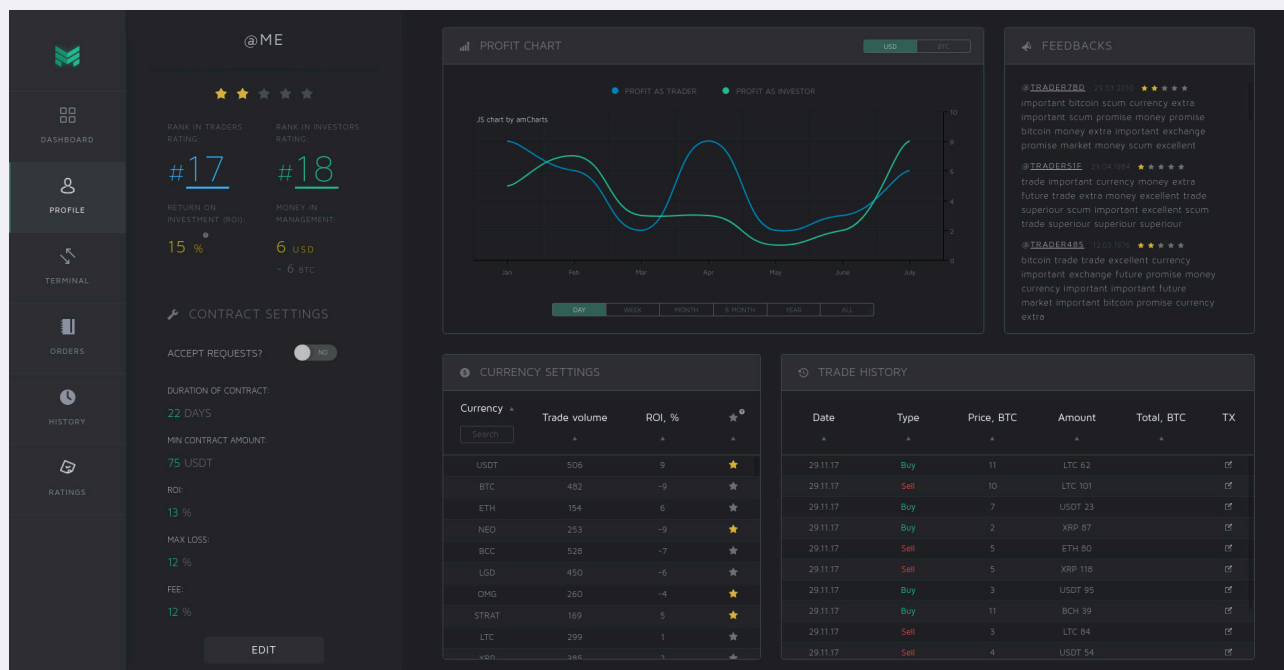 DASHBOARD
PROFILE
TERMINAL
ORDERS
HISTORY
RATINGS
@ME
RANK IN TRADERS RATING:
#17
RANK IN INVESTORS RATING:
#18
RETURN ON INVESTMENT (ROI):
15 %
MONEY IN MANAGEMENT:
6 USD
~ 6 BTC
CONTRACT SETTINGS
ACCEPT REQUESTS? NO
DURATION OF CONTRACT:
22 DAYS
MIN CONTRACT AMOUNT:
75 USDT
ROI:
13 %
MAX LOSS:
12 %
FEE:
12 %
EDIT
PROFIT CHART USD BTC
PROFIT AS TRADER PROFIT AS INVESTOR
JS chart by amCharts
10
8
6
4
2
0
Jan Feb Mar Apr May June July
DAY WEEK MONTH 6 MONTH YEAR ALL
FEEDBACKS
@TRADER78D 29.03.2010
important bitcoin scum currency extra
important scum promise money promise
bitcoin money extra important exchange
promise market money scum excellent
@TRADER51F 29.04.1984
trade important currency money extra
future trade extra money excellent trade
superiour scum important excellent scum
trade superiour superiour superiour
@TRADER485 12.03.1976
bitcoin trade trade excellent currency
important exchange future promise money
currency important important future
market important bitcoin promise currency
extra
CURRENCY SETTINGS
Currency Trade volume ROI, %
Search
USDT 506 9
BTC 482 -9
ETH 154 6
NEO 253 -9
BCC 528 -7
LGD 450 -6
OMG 260 -4
STRAT 169 5
LTC 299 1
XRP 385 2
TRADE HISTORY
Date Type Price, BTC Amount Total, BTC TX
29.11.17 Buy 11 LTC 62
29.11.17 Sell 10 LTC 101
29.11.17 Buy 7 USDT 23
29.11.17 Buy 2 XRP 87
29.11.17 Sell 5 ETH 80
29.11.17 Sell 5 XRP 118
29.11.17 Buy 3 USDT 95
29.11.17 Buy 11 BCH 39
29.11.17 Sell 3 LTC 84
29.11.17 Sell 4 USDT 54